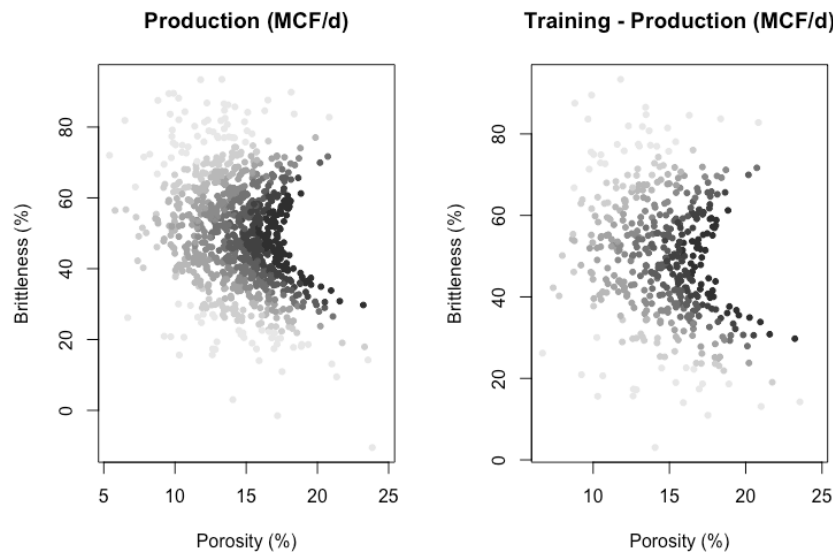 Production (MCF/d)
Brittleness (%)
80
60
40
20
0
5 10 15 20 25
Porosity (%)
Training - Production (MCF/d)
Brittleness (%)
80
60
40
20
0
10 15 20 25
Porosity (%)